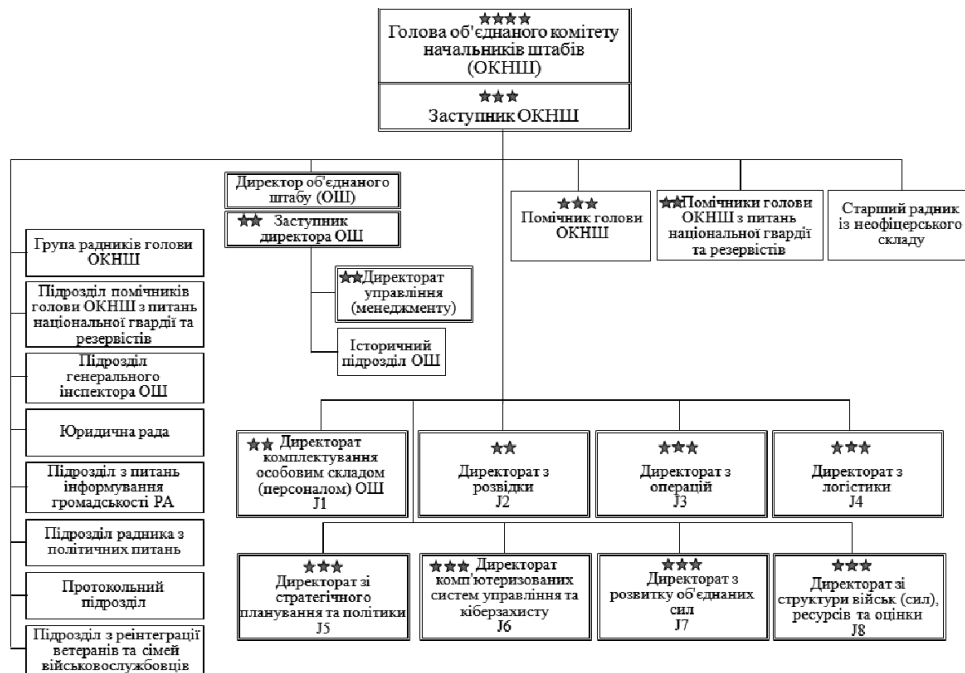 Голова об'єднаного комітету
начальників штабів
(ОКНШ)
Заступник ОКНШ
Директор об'єднаного
штабу (ОШ)
Заступник
директора ОШ
Директорат
управління
(менеджменту)
Історичний
підрозділ ОШ
Помічник голови
ОКНШ
Помічники голови
ОКНШ з питань
національної гвардії
та резервістів
Старший радник
із неофіцерського
складу
Група радників голови
ОКНШ
Підрозділ помічників
голови ОКНШ з питань
національної гвардії та
резервістів
Підрозділ
генерального
інспектора ОШ
Юридична рада
Підрозділ з питань
інформування
громадськості РА
Підрозділ радника з
політичних питань
Протокольний
підрозділ
Підрозділ з реінтеграції
ветеранів та сімей
військовослужбовців
Директорат
комплектування
особовим складом
(персоналом) ОШ
J1
Директорат з
розвідки
J2
Директорат з
операцій
J3
Директорат з
логістики
J4
Директорат зі
стратегічного
планування та політики
J5
Директорат
комп'ютеризованих
систем управління та
кіберзахисту
J6
Директорат з
розвитку об'єднаних
сил
J7
Директорат зі
структури військ (сил),
ресурсів та оцінки
J8